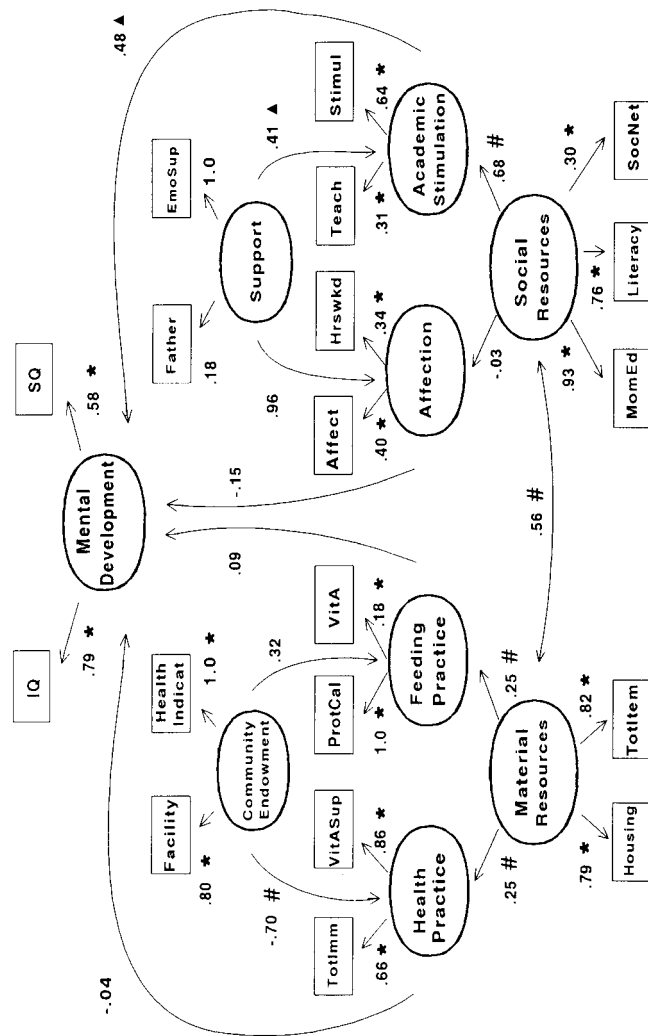 -.04
.48 ▲
IQ
SQ
.79 *
.58 *
Mental
Development
.09
-.15
Facility
Health
Indicat
Father
EmoSup
.80 *
1.0 *
.18
1.0
Community
Endowment
Support
-.70 #
.32
.96
.41 ▲
TotImm
VitASup
ProtCal
VitA
Affect
Hrswkd
Teach
Stimul
.66 *
.86 *
1.0 *
.18 *
.40 *
.34 *
.31 *
.64 *
Health
Practice
Feeding
Practice
Affection
Academic
Stimulation
.25 #
.25 #
.56 #
-.03
.68 #
Material
Resources
Social
Resources
.79 *
.82 *
.93 *
.76 *
.30 *
Housing
TotItem
MomEd
Literacy
SocNet